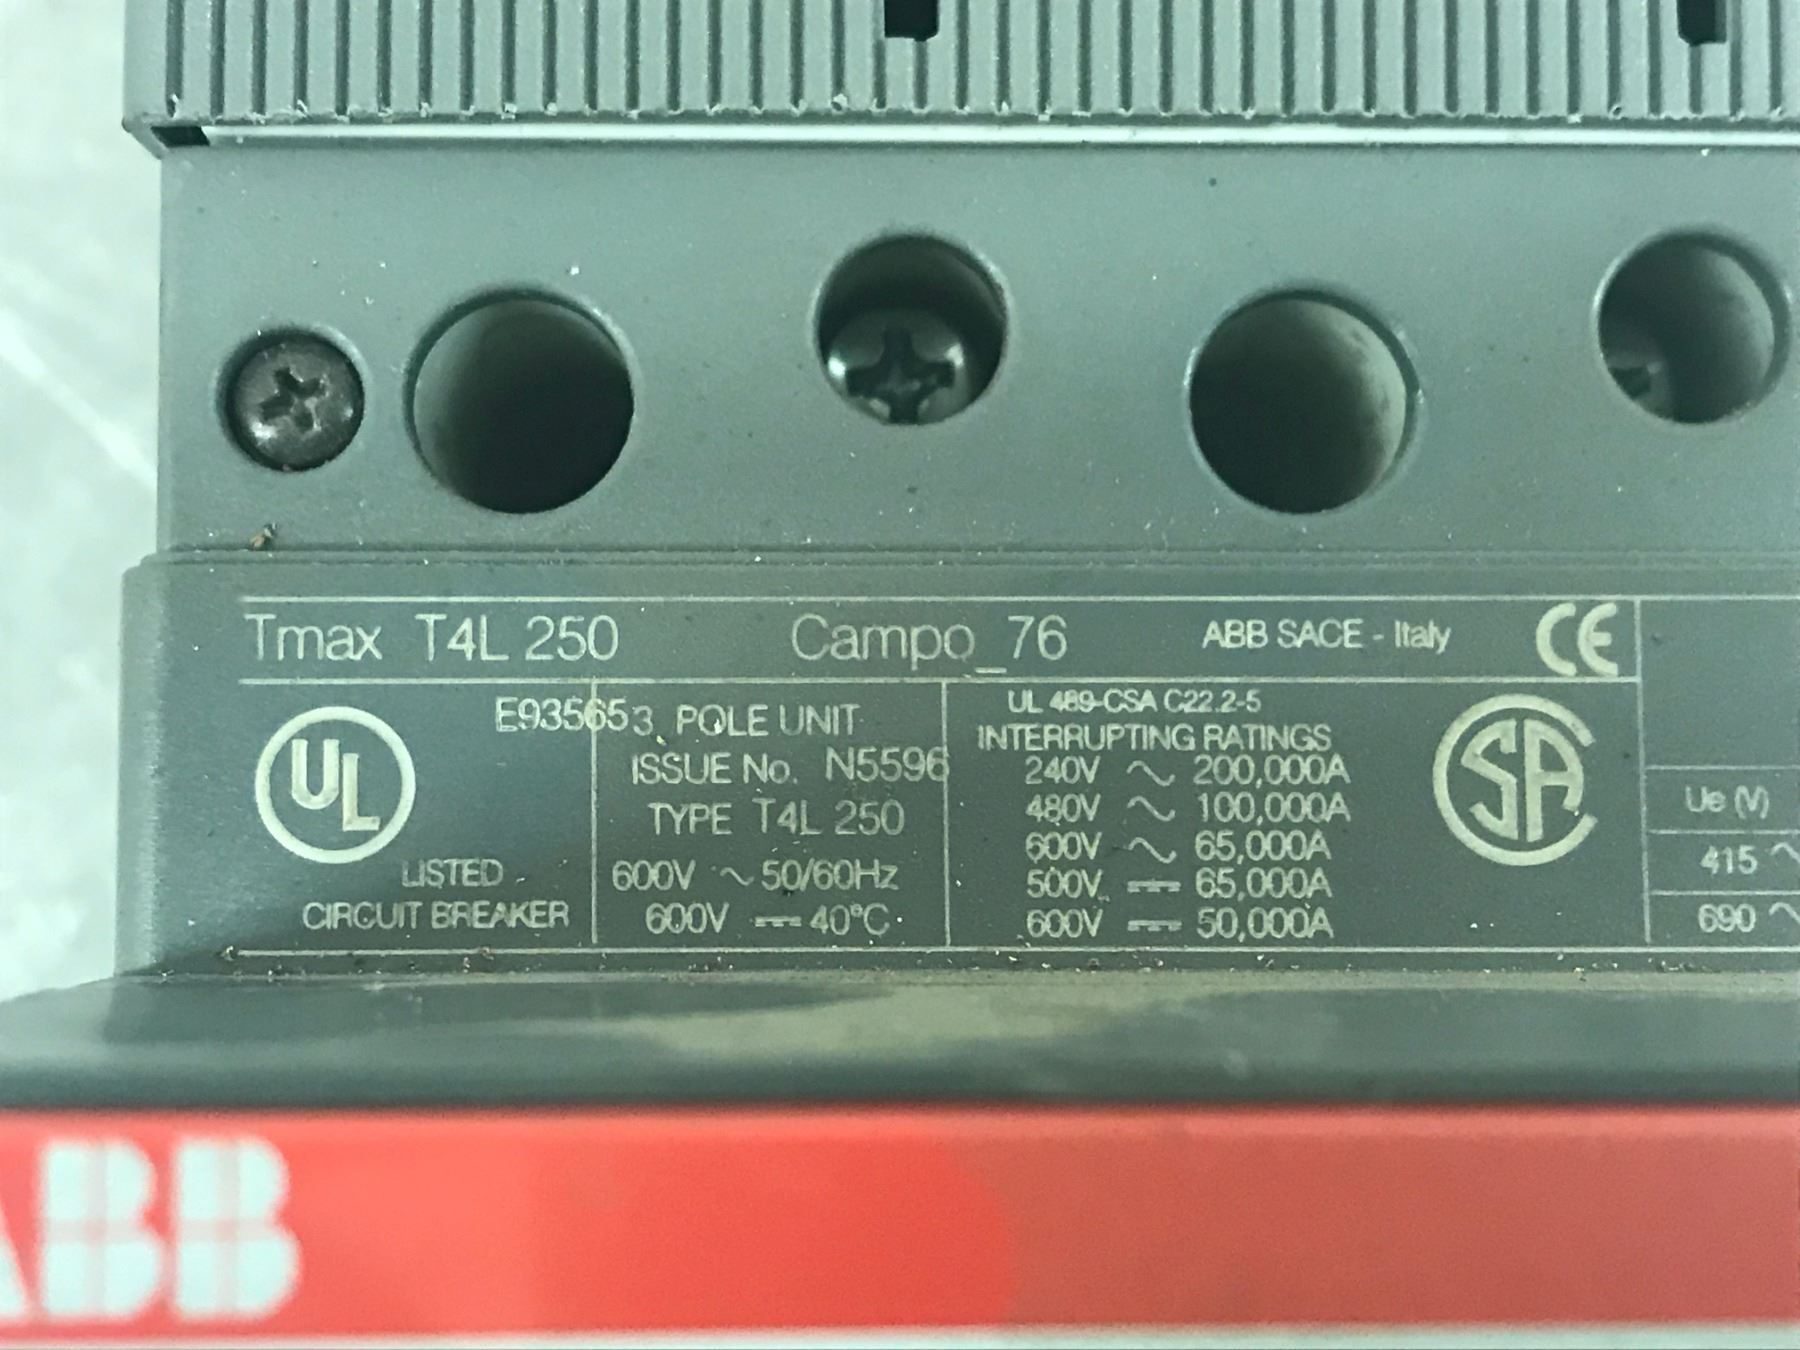 Tmax T4L 250 Campo_76 ABB SACE - Italy CE
UL
LISTED
CIRCUIT BREAKER
E93565 3 POLE UNIT
ISSUE No. N5596
TYPE T4L 250
600V ~ 50/60Hz
600V ⎓ 40°C
UL 489-CSA C22.2-5
INTERRUPTING RATINGS
240V ~ 200,000A
480V ~ 100,000A
600V ~ 65,000A
500V ⎓ 65,000A
600V ⎓ 50,000A
SA
Ue (V)
415 ~
690 ~
ABB